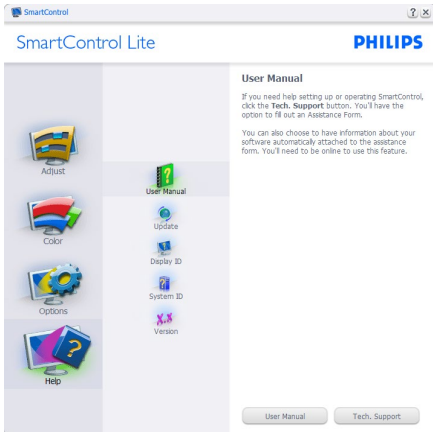 SmartControl
SmartControl Lite
PHILIPS
Adjust
Color
Options
Help
User Manual
Update
Display ID
System ID
X.X
Version
User Manual
If you need help setting up or operating SmartControl,
click the Tech. Support button. You'll have the
option to fill out an Assistance Form.
You can also choose to have information about your
software automatically attached to the assistance
form. You'll need to be online to use this feature.
User Manual
Tech. Support